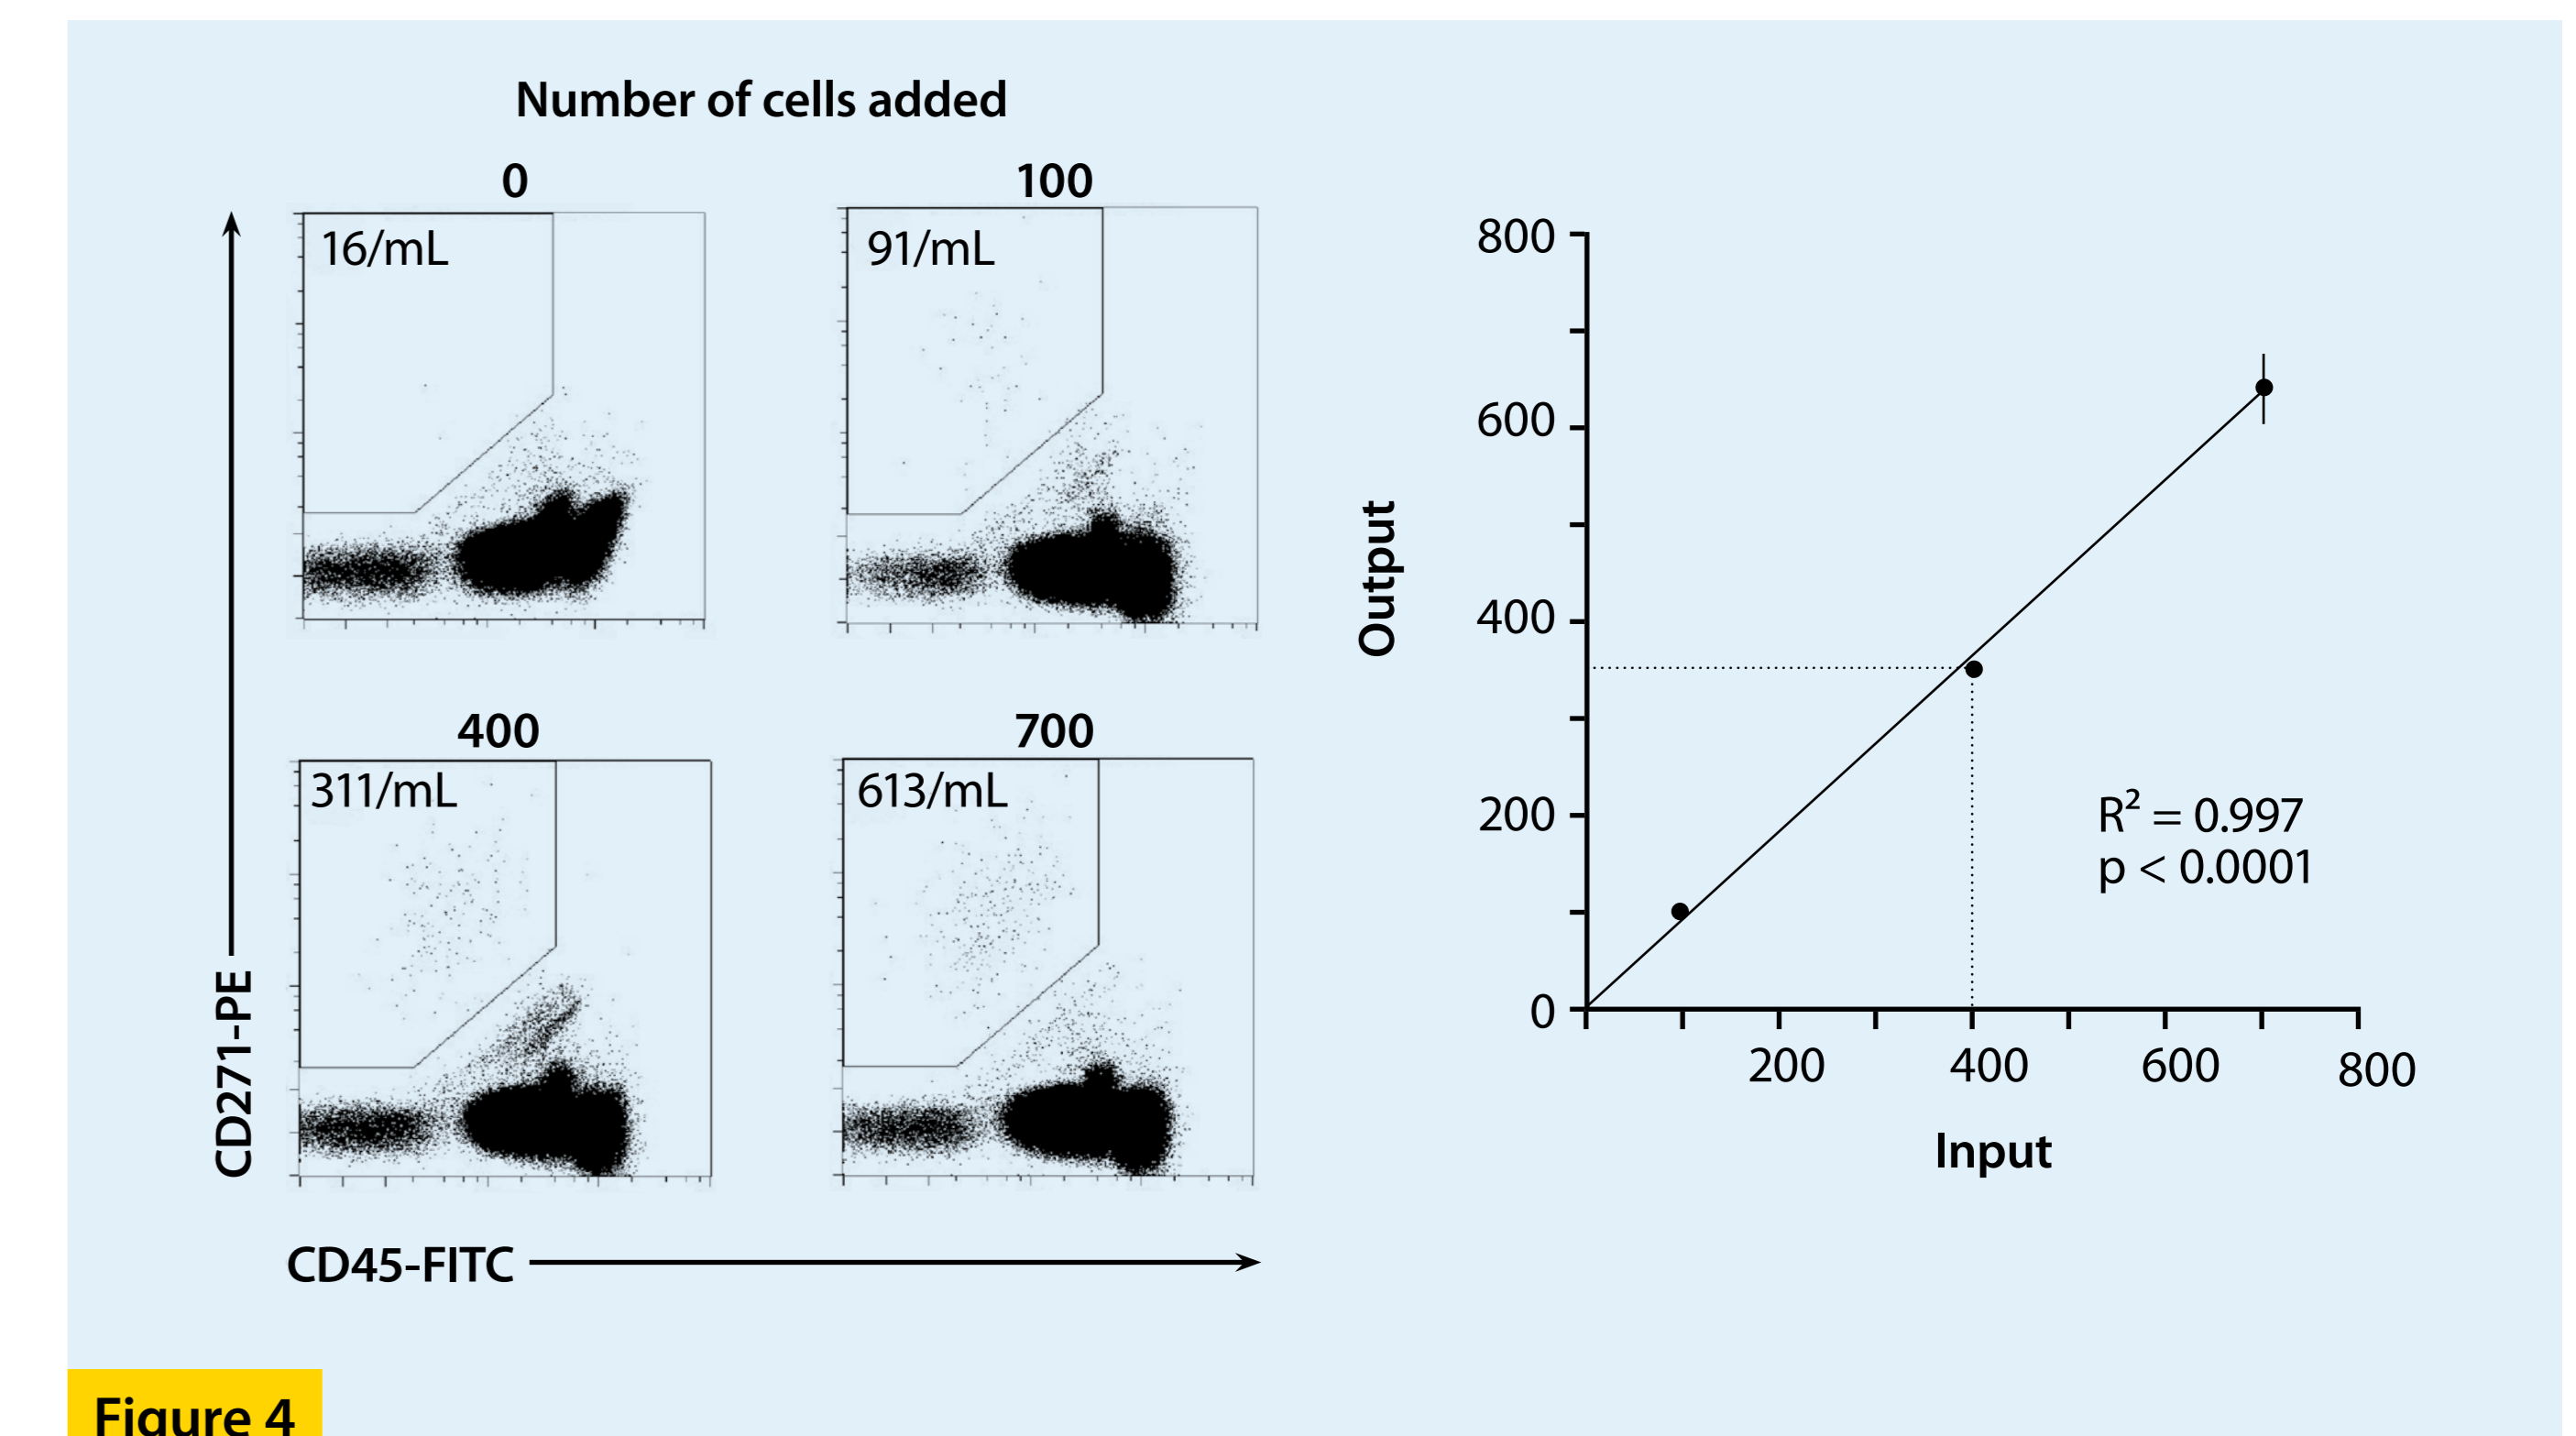 Number of cells added
0
100
16/mL
91/mL
400
700
311/mL
613/mL
CD271-PE
CD45-FITC
800
600
400
200
0
Output
R² = 0.997
p < 0.0001
200
400
600
800
Input
Figure 4